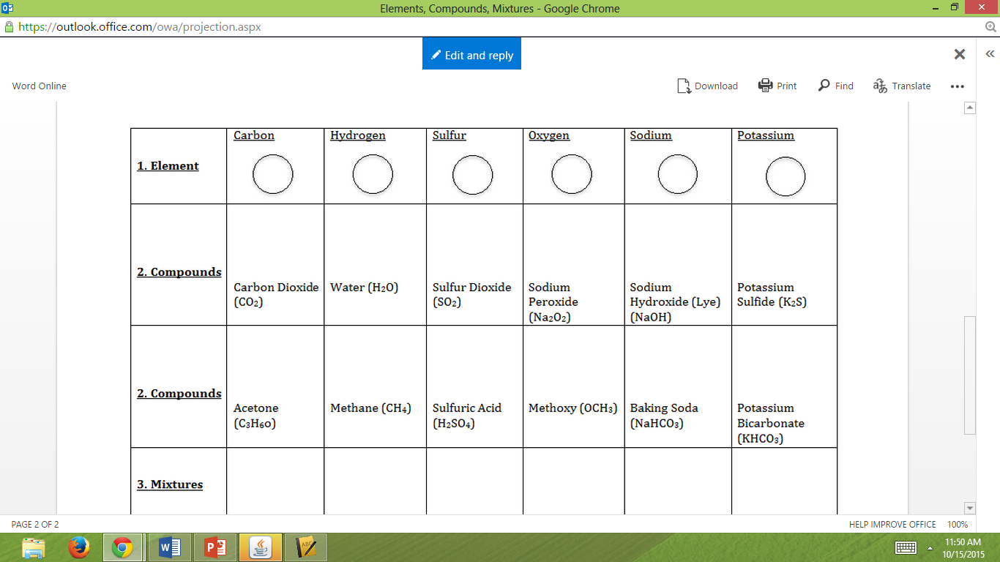 Elements, Compounds, Mixtures - Google Chrome
https://outlook.office.com/owa/projection.aspx
Edit and reply
Word Online
Download Print Find Translate
Carbon Hydrogen Sulfur Oxygen Sodium Potassium
1. Element
2. Compounds
Carbon Dioxide (CO₂)
Water (H₂O)
Sulfur Dioxide (SO₂)
Sodium Peroxide (Na₂O₂)
Sodium Hydroxide (Lye) (NaOH)
Potassium Sulfide (K₂S)
2. Compounds
Acetone (C₃H₆o)
Methane (CH₄)
Sulfuric Acid (H₂SO₄)
Methoxy (OCH₃)
Baking Soda (NaHCO₃)
Potassium Bicarbonate (KHCO₃)
3. Mixtures
PAGE 2 OF 2
HELP IMPROVE OFFICE 100%
11:50 AM
10/15/2015